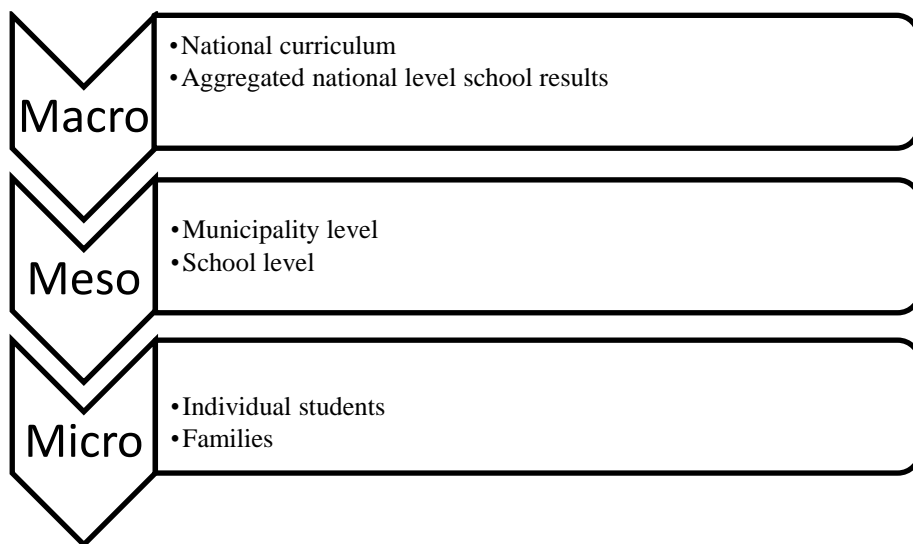 Macro
•National curriculum
•Aggregated national level school results
Meso
•Municipality level
•School level
Micro
•Individual students
•Families